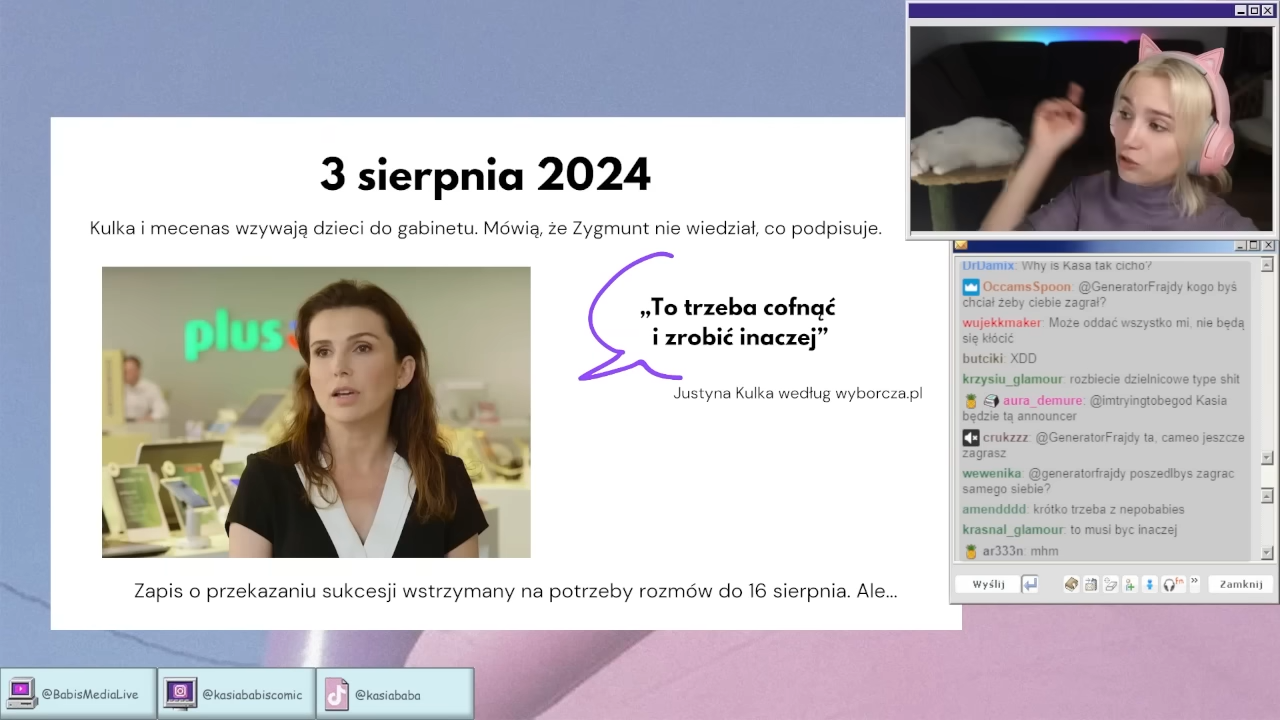 3 sierpnia 2024
Kulka i mecenas wzywają dzieci do gabinetu. Mówią, że Zygmunt nie wiedział, co podpisuje.
plus
„To trzeba cofnąć
i zrobić inaczej”
Justyna Kulka według wyborcza.pl
Zapis o przekazaniu sukcesji wstrzymany na potrzeby rozmów do 16 sierpnia. Ale...
DrDamix: Why is Kasa tak cicho?
OccamsSpoon: @GeneratorFrajdy kogo byś
chciał żeby ciebie zagrał?
wujekkmaker: Może oddać wszystko mi, nie będą
się kłócić
butciki: XDD
krzysiu_glamour: rozbiecie dzielnicowe type shit
aura_demure: @imtryingtobegod Kasia
będzie tą announcer
crukzzz: @GeneratorFrajdy ta, cameo jeszcze
zagrasz
wewenika: @generatorfrajdy poszedlbys zagrac
samego siebie?
amendddd: krótko trzeba z nepobabies
krasnal_glamour: to musi byc inaczej
ar333n: mhm
Wyślij
fn
Zamknij
@BabisMediaLive
@kasiababiscomic
@kasiababa